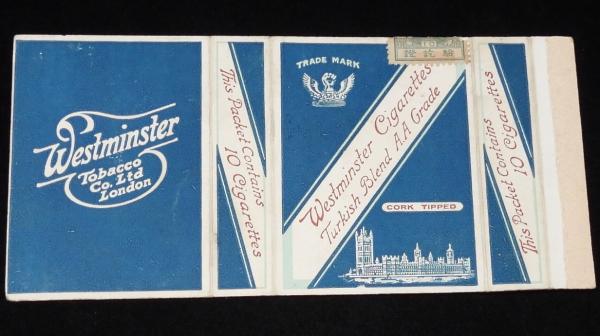 Westminster
Tobacco
Co. Ltd
London
This Packet Contains
10 Cigarettes
TRADE MARK
Westminster Cigarettes
Turkish Blend A.A Grade
CORK TIPPED
10
This Packet Contains
10 Cigarettes